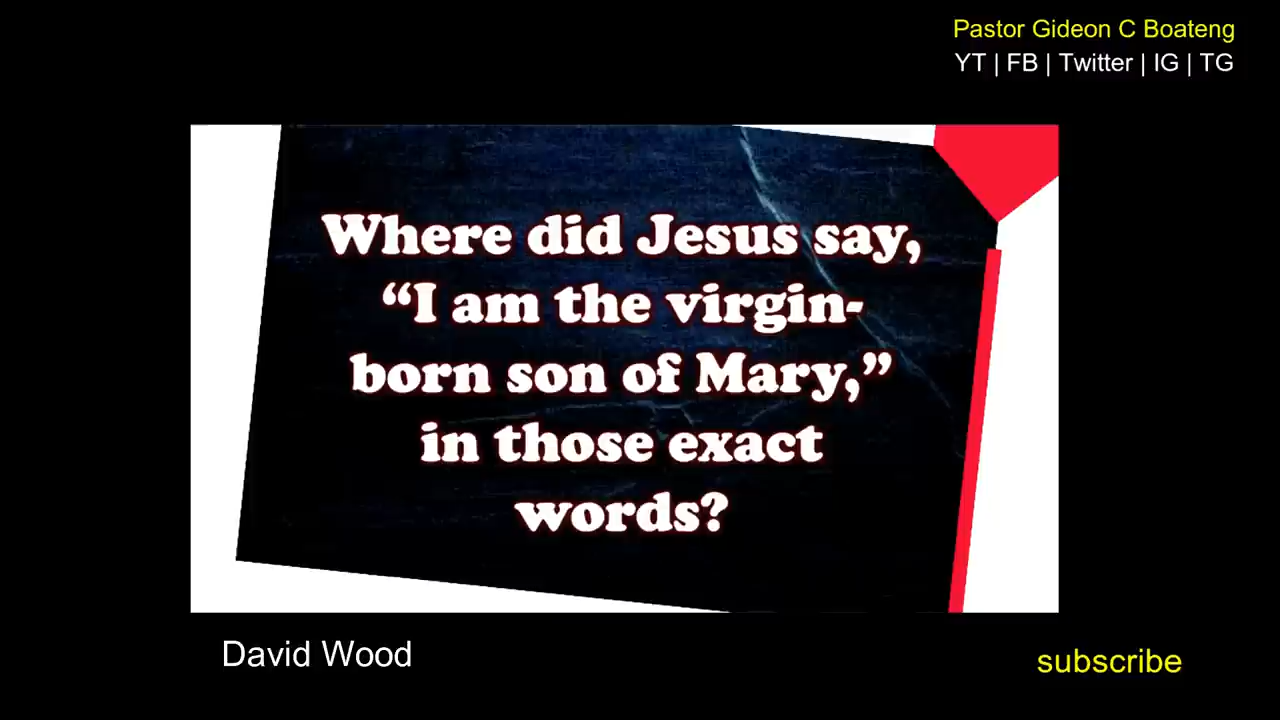 Pastor Gideon C Boateng
YT | FB | Twitter | IG | TG
Where did Jesus say,
“I am the virgin-
born son of Mary,”
in those exact
words?
David Wood
subscribe